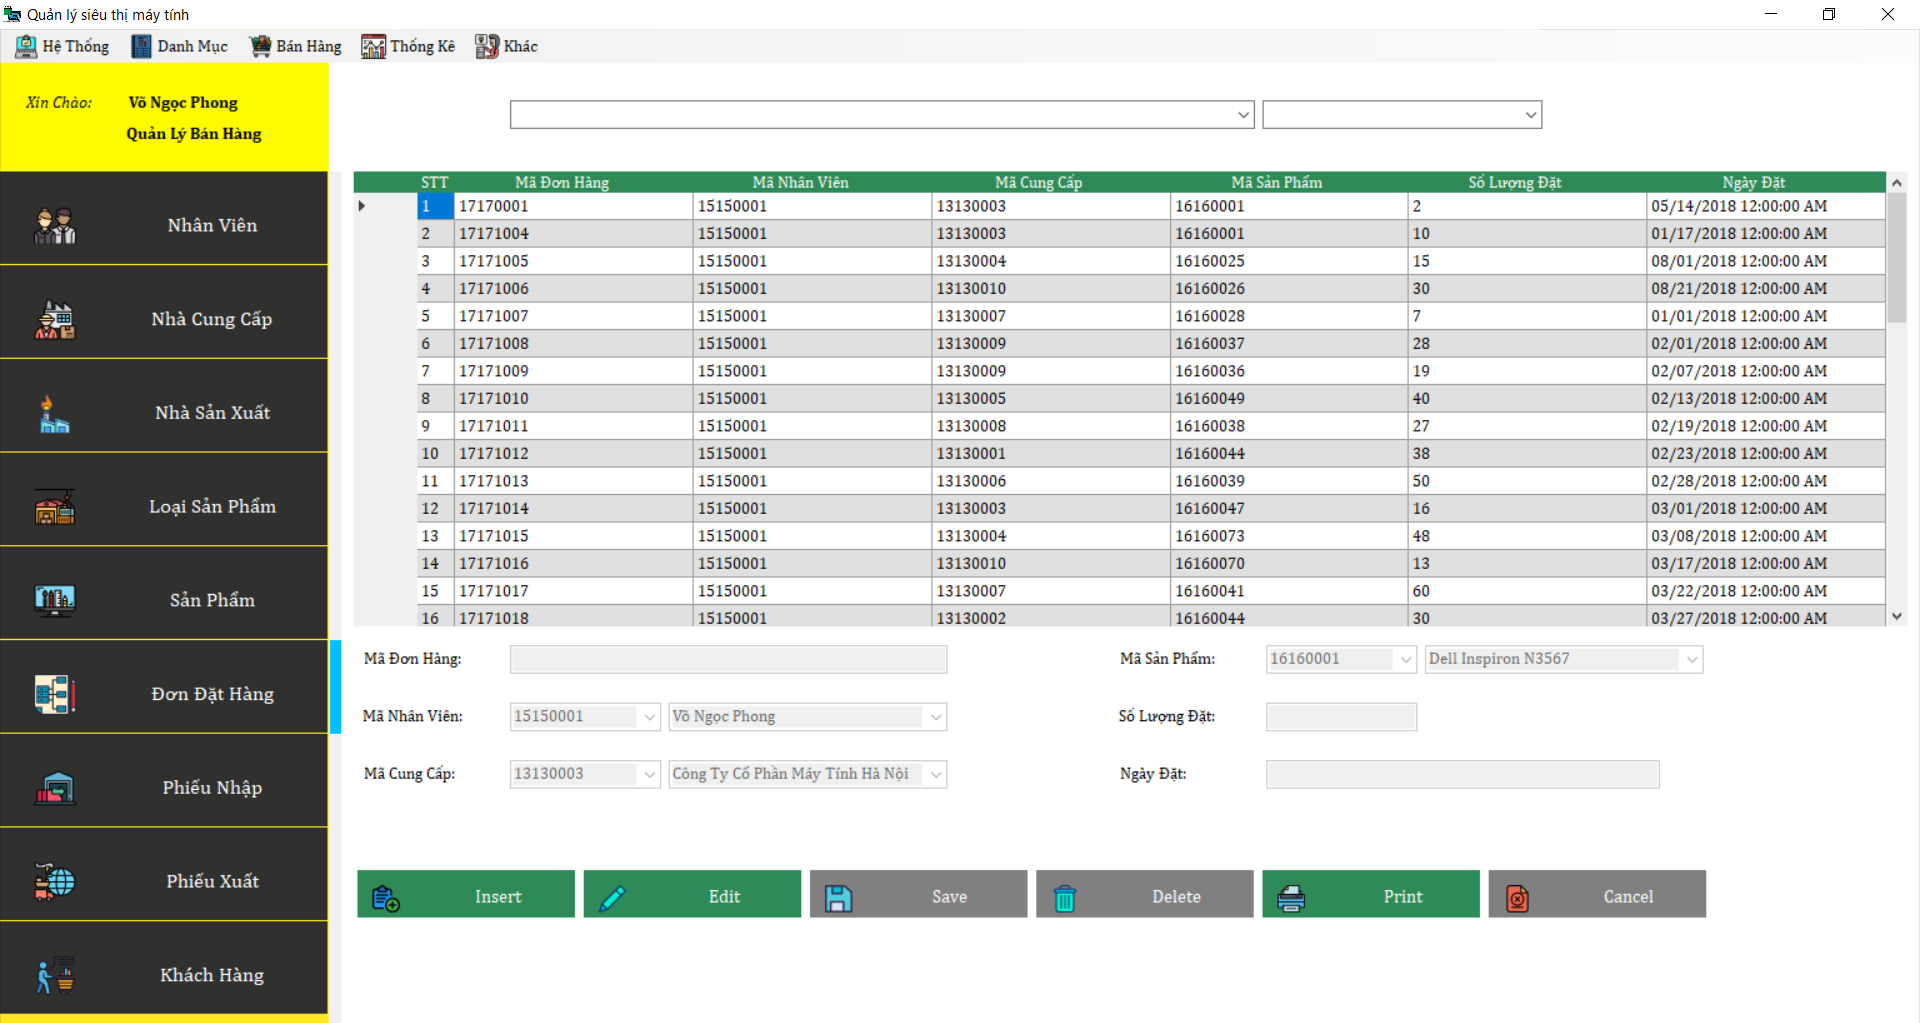 Quản lý siêu thị máy tính
Hệ Thống Danh Mục Bán Hàng Thống Kê Khác
Xin Chào: Võ Ngọc Phong
Quản Lý Bán Hàng
Nhân Viên
Nhà Cung Cấp
Nhà Sản Xuất
Loại Sản Phẩm
Sản Phẩm
Đơn Đặt Hàng
Phiếu Nhập
Phiếu Xuất
Khách Hàng
STT Mã Đơn Hàng Mã Nhân Viên Mã Cung Cấp Mã Sản Phẩm Số Lượng Đặt Ngày Đặt
1 17170001 15150001 13130003 16160001 2 05/14/2018 12:00:00 AM
2 17171004 15150001 13130003 16160001 10 01/17/2018 12:00:00 AM
3 17171005 15150001 13130004 16160025 15 08/01/2018 12:00:00 AM
4 17171006 15150001 13130010 16160026 30 08/21/2018 12:00:00 AM
5 17171007 15150001 13130007 16160028 7 01/01/2018 12:00:00 AM
6 17171008 15150001 13130009 16160037 28 02/01/2018 12:00:00 AM
7 17171009 15150001 13130009 16160036 19 02/07/2018 12:00:00 AM
8 17171010 15150001 13130005 16160049 40 02/13/2018 12:00:00 AM
9 17171011 15150001 13130008 16160038 27 02/19/2018 12:00:00 AM
10 17171012 15150001 13130001 16160044 38 02/23/2018 12:00:00 AM
11 17171013 15150001 13130006 16160039 50 02/28/2018 12:00:00 AM
12 17171014 15150001 13130003 16160047 16 03/01/2018 12:00:00 AM
13 17171015 15150001 13130004 16160073 48 03/08/2018 12:00:00 AM
14 17171016 15150001 13130010 16160070 13 03/17/2018 12:00:00 AM
15 17171017 15150001 13130007 16160041 60 03/22/2018 12:00:00 AM
16 17171018 15150001 13130002 16160044 30 03/27/2018 12:00:00 AM
Mã Đơn Hàng: Mã Sản Phẩm: 16160001 Dell Inspiron N3567
Mã Nhân Viên: 15150001 Võ Ngọc Phong Số Lượng Đặt:
Mã Cung Cấp: 13130003 Công Ty Cổ Phần Máy Tính Hà Nội Ngày Đặt:
Insert Edit Save Delete Print Cancel